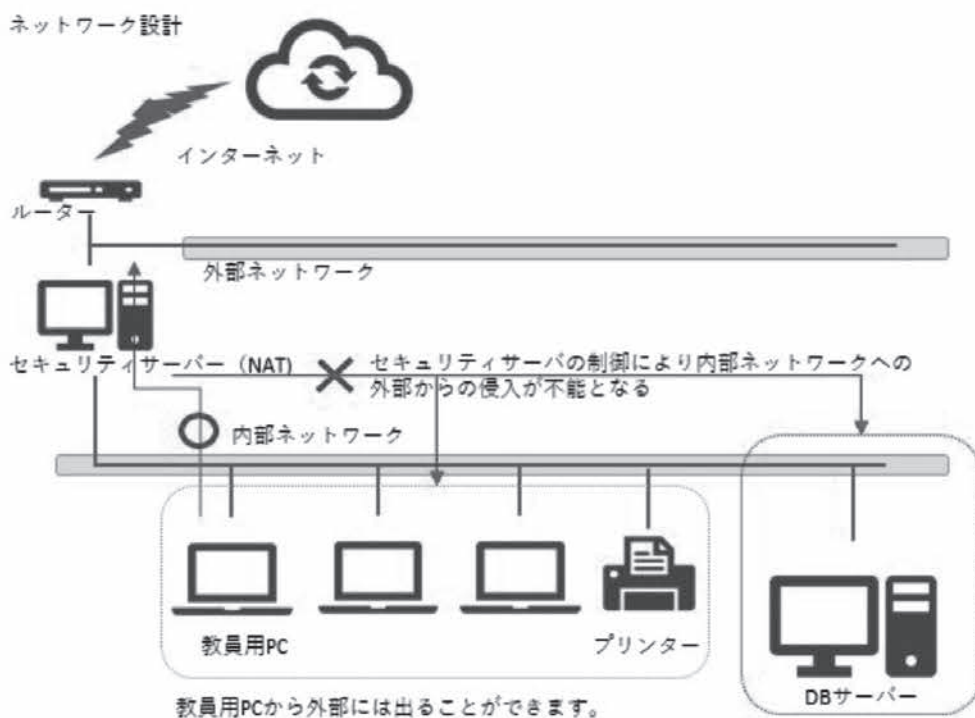 ネットワーク設計
インターネット
ルーター
外部ネットワーク
セキュリティサーバー（NAT)
セキュリティサーバの制御により内部ネットワークへの
外部からの侵入が不能となる
内部ネットワーク
教員用PC
プリンター
DBサーバー
教員用PCから外部には出ることができます。